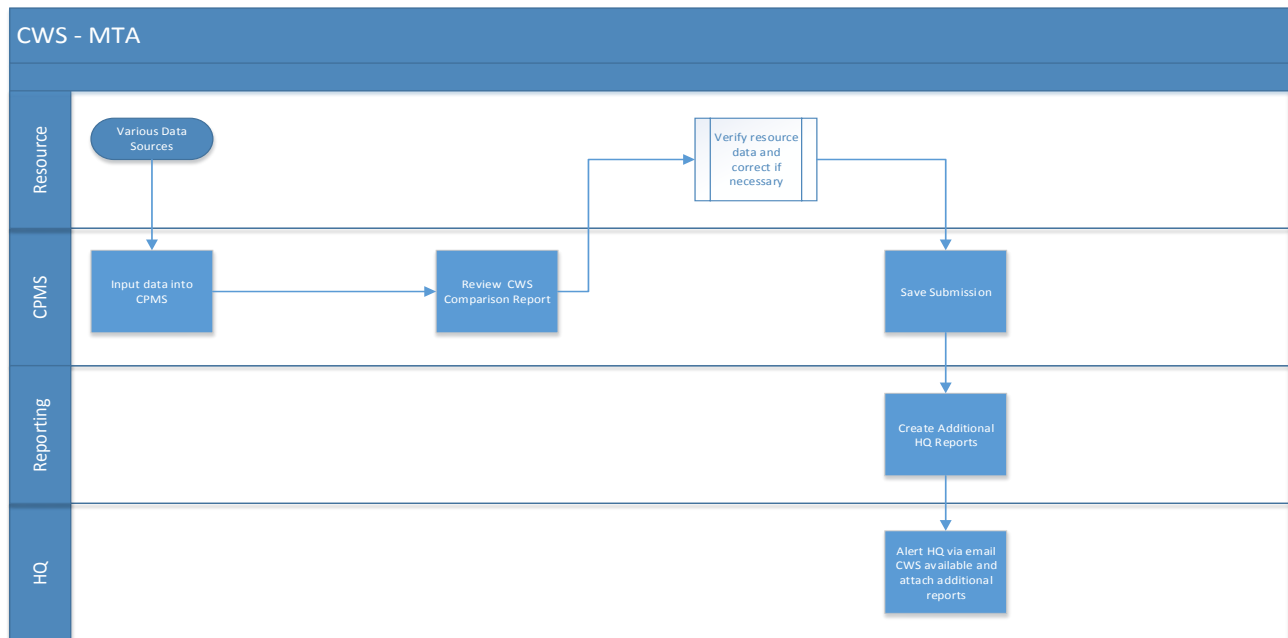 CWS - MTA
Resource
Various Data
Sources
Verify resource
data and
correct if
necessary
CPMS
Input data into
CPMS
Review CWS
Comparison Report
Save Submission
Reporting
Create Additional
HQ Reports
HQ
Alert HQ via email
CWS available and
attach additional
reports